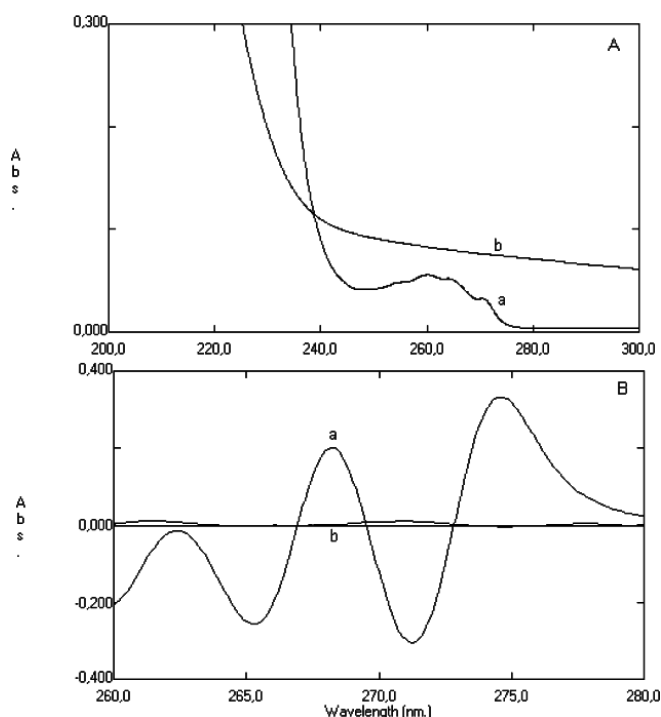 0,300
A
A
b
s
.
b
a
0,000
200,0 220,0 240,0 260,0 280,0 300,0
0,400
B
a
A
b
s
.
0,000
b
-0,200
-0,400
260,0 265,0 270,0 275,0 280,0
Wavelength (nm.)